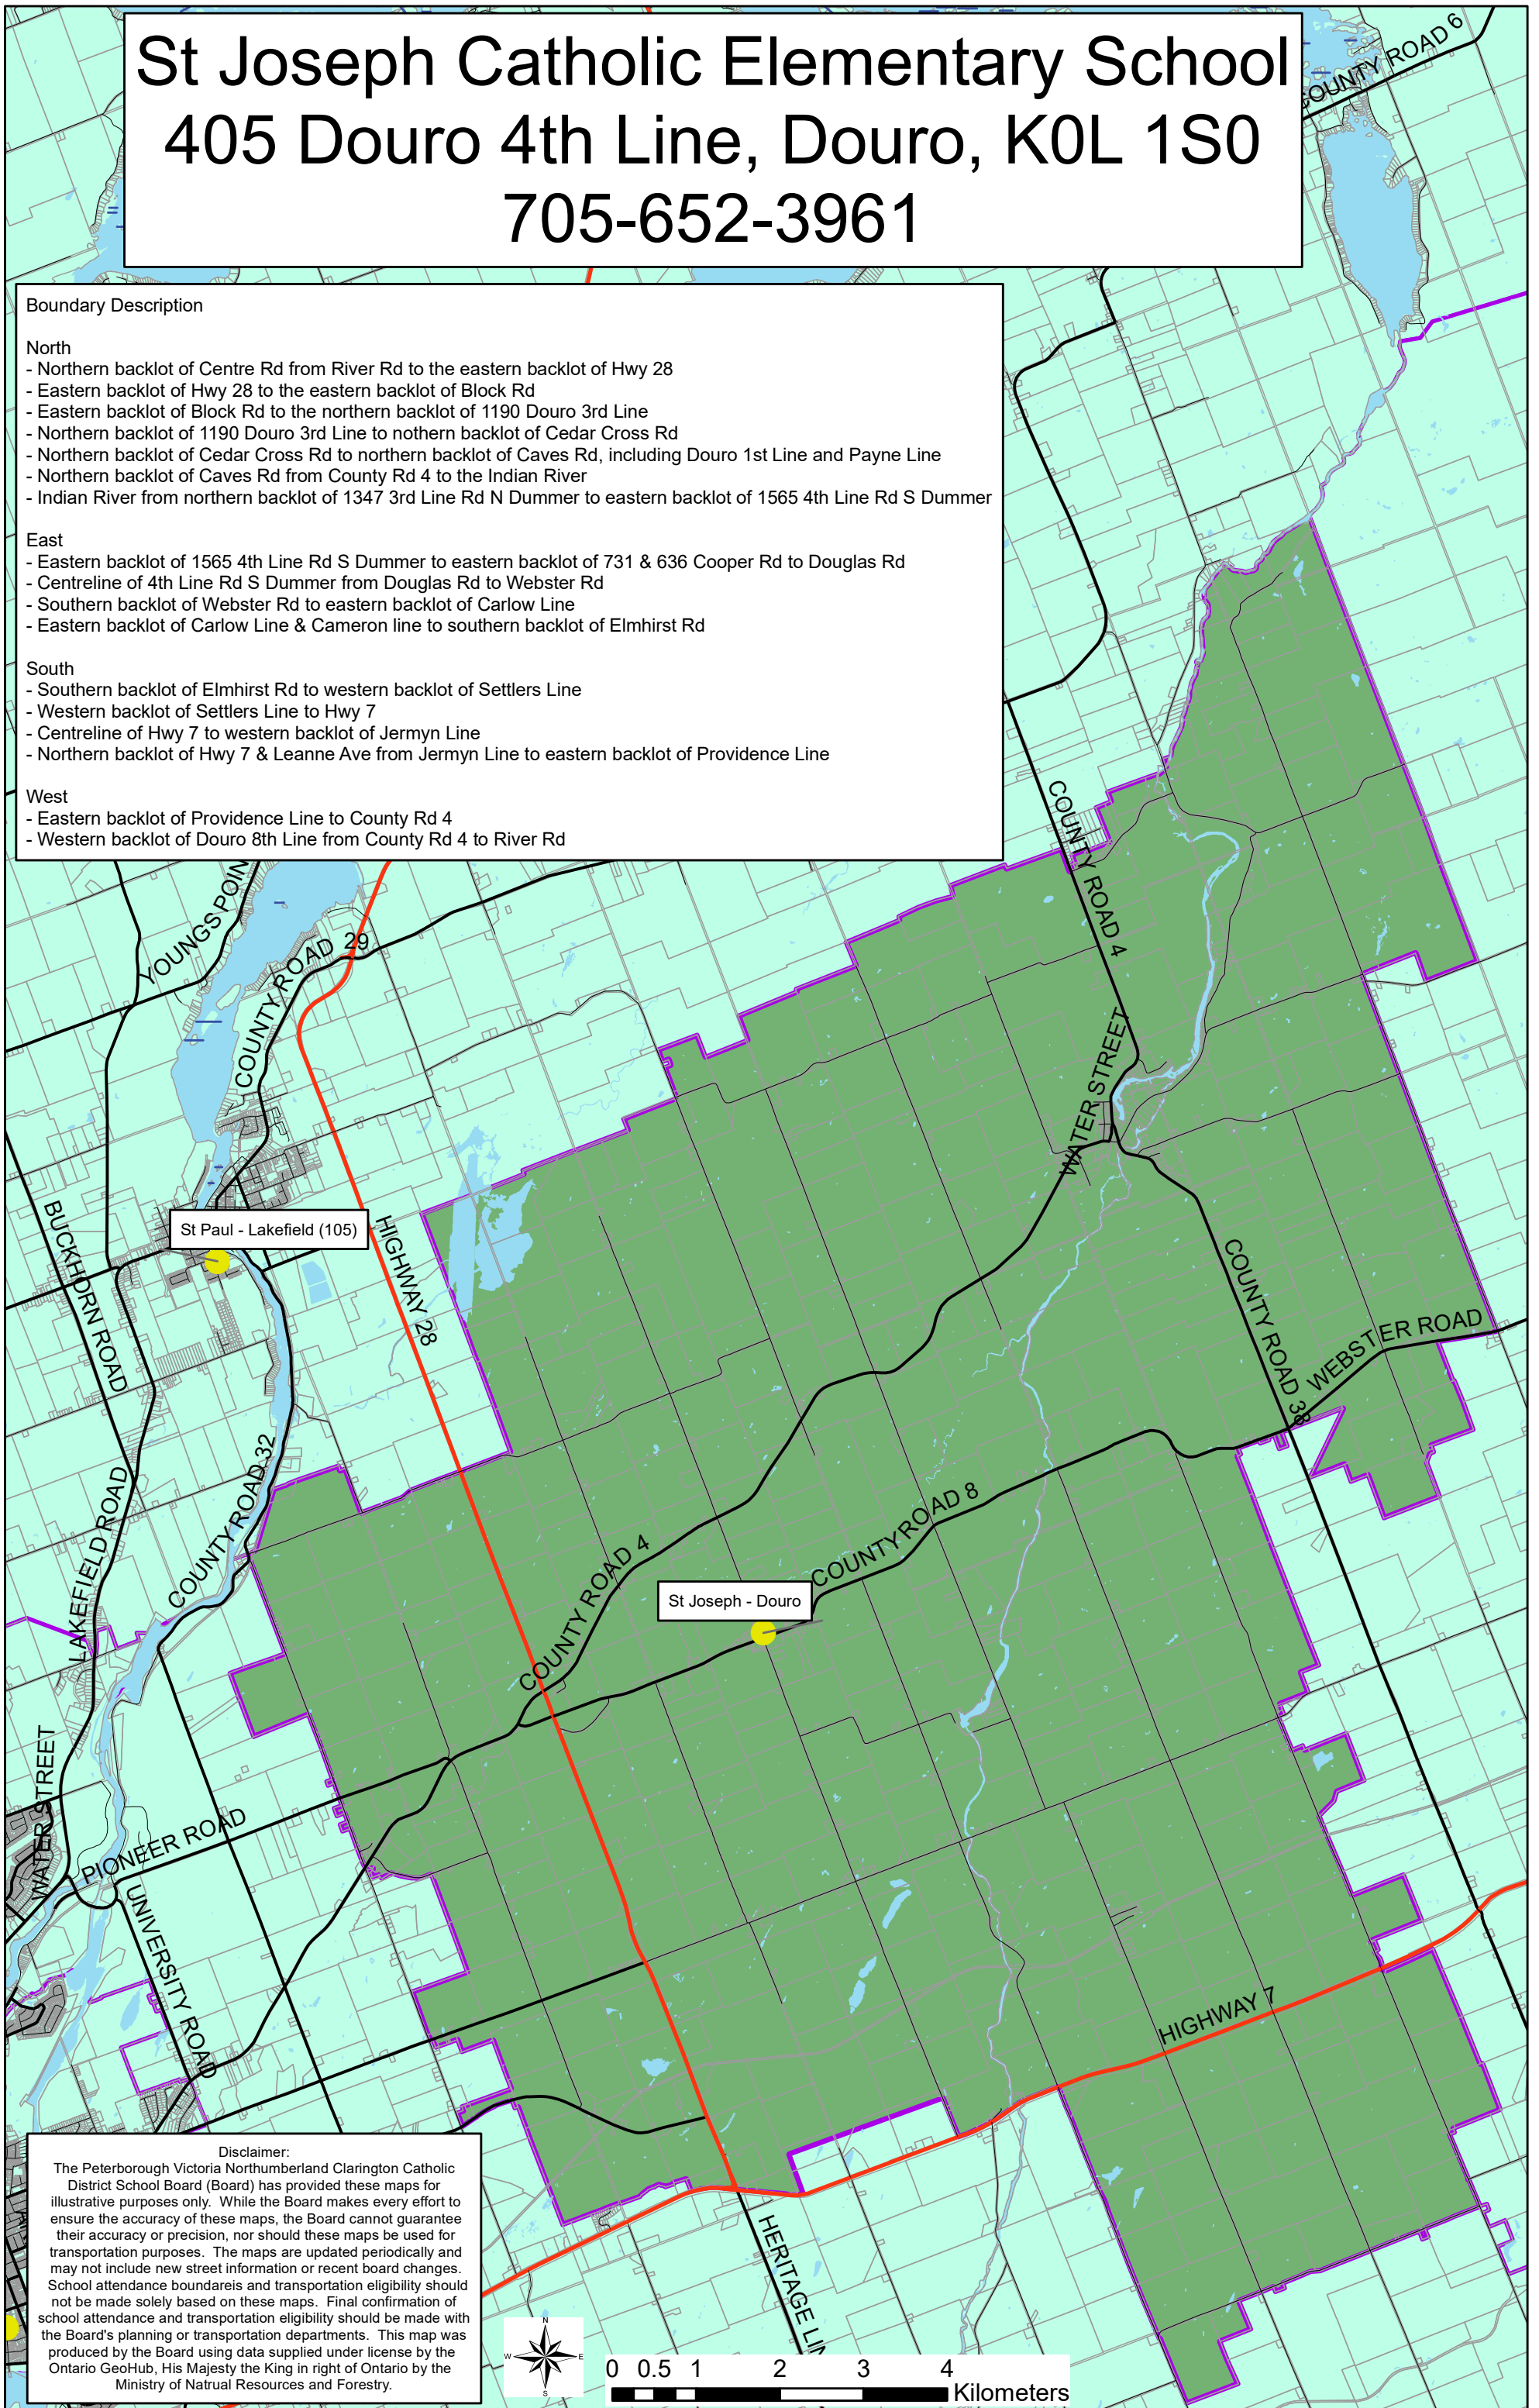 St Joseph Catholic Elementary School
405 Douro 4th Line, Douro, K0L 1S0
705-652-3961
COUNTY ROAD 6
Boundary Description
North
- Northern backlot of Centre Rd from River Rd to the eastern backlot of Hwy 28
- Eastern backlot of Hwy 28 to the eastern backlot of Block Rd
- Eastern backlot of Block Rd to the northern backlot of 1190 Douro 3rd Line
- Northern backlot of 1190 Douro 3rd Line to nothern backlot of Cedar Cross Rd
- Northern backlot of Cedar Cross Rd to northern backlot of Caves Rd, including Douro 1st Line and Payne Line
- Northern backlot of Caves Rd from County Rd 4 to the Indian River
- Indian River from northern backlot of 1347 3rd Line Rd N Dummer to eastern backlot of 1565 4th Line Rd S Dummer
East
- Eastern backlot of 1565 4th Line Rd S Dummer to eastern backlot of 731 & 636 Cooper Rd to Douglas Rd
- Centreline of 4th Line Rd S Dummer from Douglas Rd to Webster Rd
- Southern backlot of Webster Rd to eastern backlot of Carlow Line
- Eastern backlot of Carlow Line & Cameron line to southern backlot of Elmhirst Rd
South
- Southern backlot of Elmhirst Rd to western backlot of Settlers Line
- Western backlot of Settlers Line to Hwy 7
- Centreline of Hwy 7 to western backlot of Jermyn Line
- Northern backlot of Hwy 7 & Leanne Ave from Jermyn Line to eastern backlot of Providence Line
West
- Eastern backlot of Providence Line to County Rd 4
- Western backlot of Douro 8th Line from County Rd 4 to River Rd
COUNTY ROAD 4
YOUNGS POIN
COUNTY ROAD 29
WATER STREET
St Paul - Lakefield (105)
BUCKHORN ROAD
HIGHWAY 28
COUNTY ROAD 38
WEBSTER ROAD
LAKEFIELD ROAD
COUNTY ROAD 32
COUNTY ROAD 4
COUNTY ROAD 8
St Joseph - Douro
WATER STREET
PIONEER ROAD
UNIVERSITY ROAD
HIGHWAY 7
HERITAGE LIN
Disclaimer:
The Peterborough Victoria Northumberland Clarington Catholic
District School Board (Board) has provided these maps for
illustrative purposes only. While the Board makes every effort to
ensure the accuracy of these maps, the Board cannot guarantee
their accuracy or precision, nor should these maps be used for
transportation purposes. The maps are updated periodically and
may not include new street information or recent board changes.
School attendance boundareis and transportation eligibility should
not be made solely based on these maps. Final confirmation of
school attendance and transportation eligibility should be made with
the Board's planning or transportation departments. This map was
produced by the Board using data supplied under license by the
Ontario GeoHub, His Majesty the King in right of Ontario by the
Ministry of Natrual Resources and Forestry.
N
W E
S
0 0.5 1 2 3 4
Kilometers